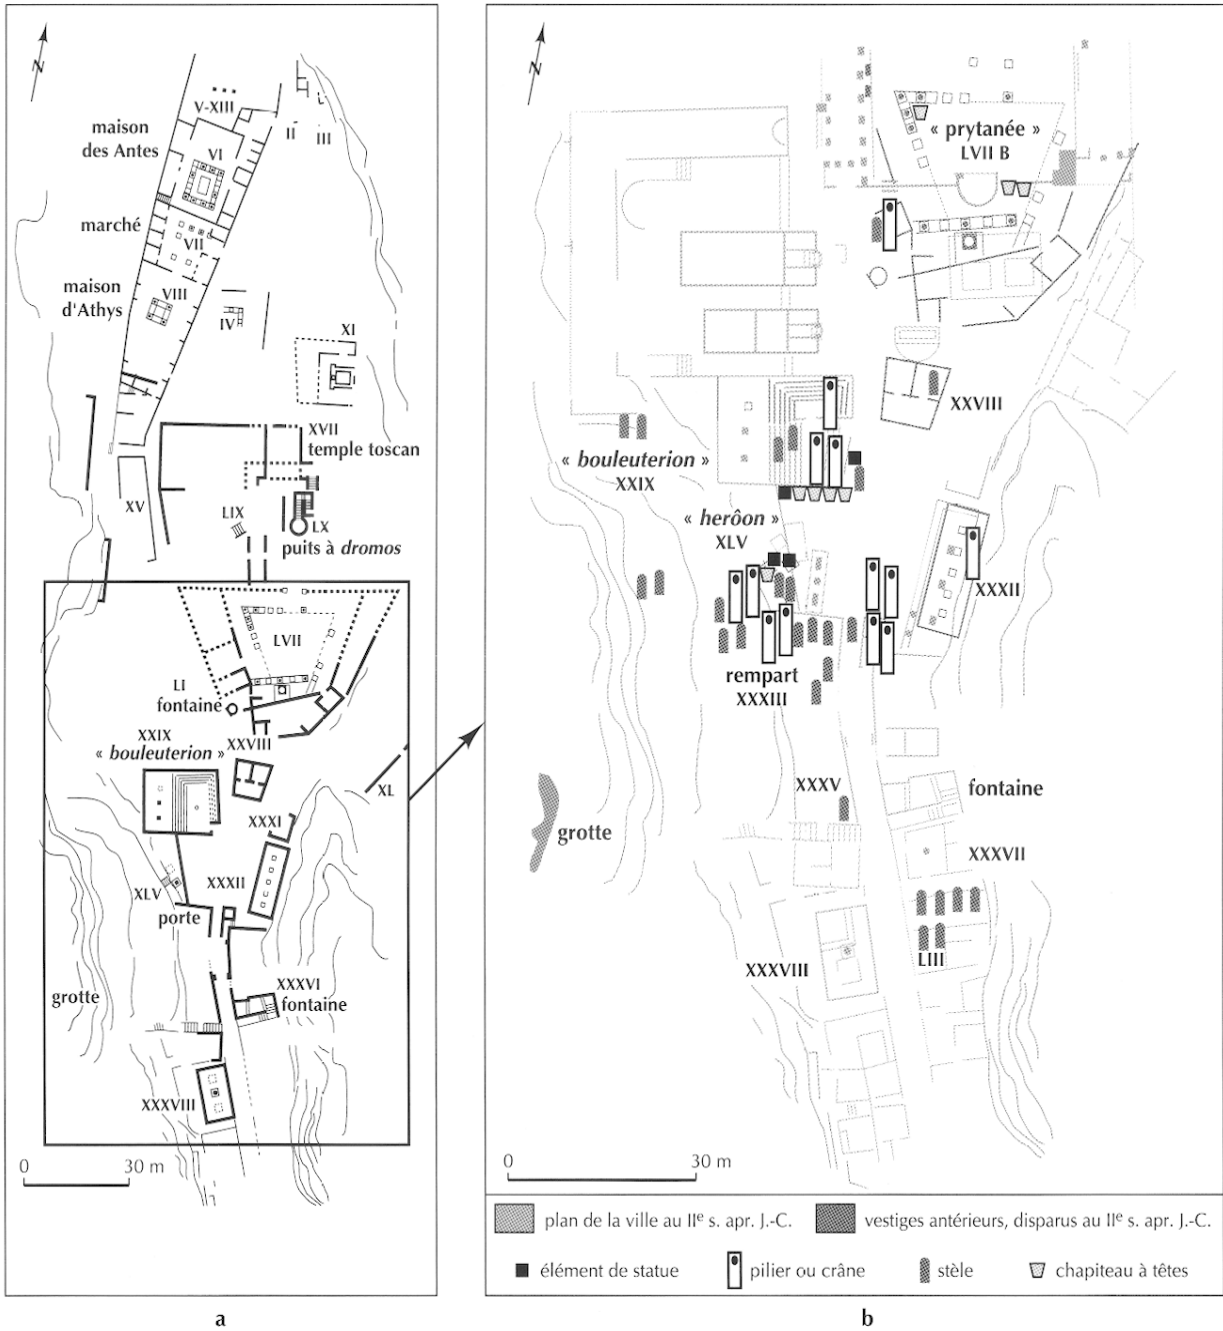 N
V-XIII
maison
des Antes
II
III
VI
marché
VII
maison
d'Athys
VIII
IV
XI
XVII
temple toscan
XV
LIX
LX
puits à dromos
LVII
LI
fontaine
XXIX
« bouleuterion »
XXVIII
XL
XXXI
XLV
XXXII
porte
grotte
XXXVI
fontaine
XXXVIII
0
30 m
a
N
« prytanée »
LVII B
XXVIII
« bouleuterion »
XXIX
« herôon »
XLV
XXXII
rempart
XXXIII
XXXV
fontaine
grotte
XXXVII
LIII
XXXVIII
0
30 m
plan de la ville au IIe s. apr. J.-C.
vestiges antérieurs, disparus au IIe s. apr. J.-C.
élément de statue
pilier ou crâne
stèle
chapiteau à têtes
b